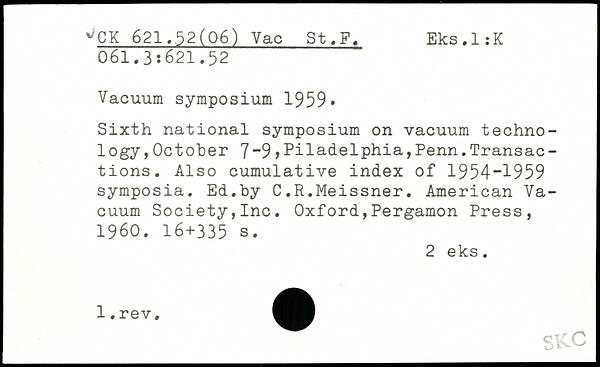 CK 621.52(06) Vac St.F. Eks.1:K
061.3:621.52
Vacuum symposium 1959.
Sixth national symposium on vacuum techno-
logy,October 7-9,Piladelphia,Penn.Transac-
tions. Also cumulative index of 1954-1959
symposia. Ed.by C.R.Meissner. American Va-
cuum Society,Inc. Oxford,Pergamon Press,
1960. 16+335 s.
2 eks.
1.rev.
SKC